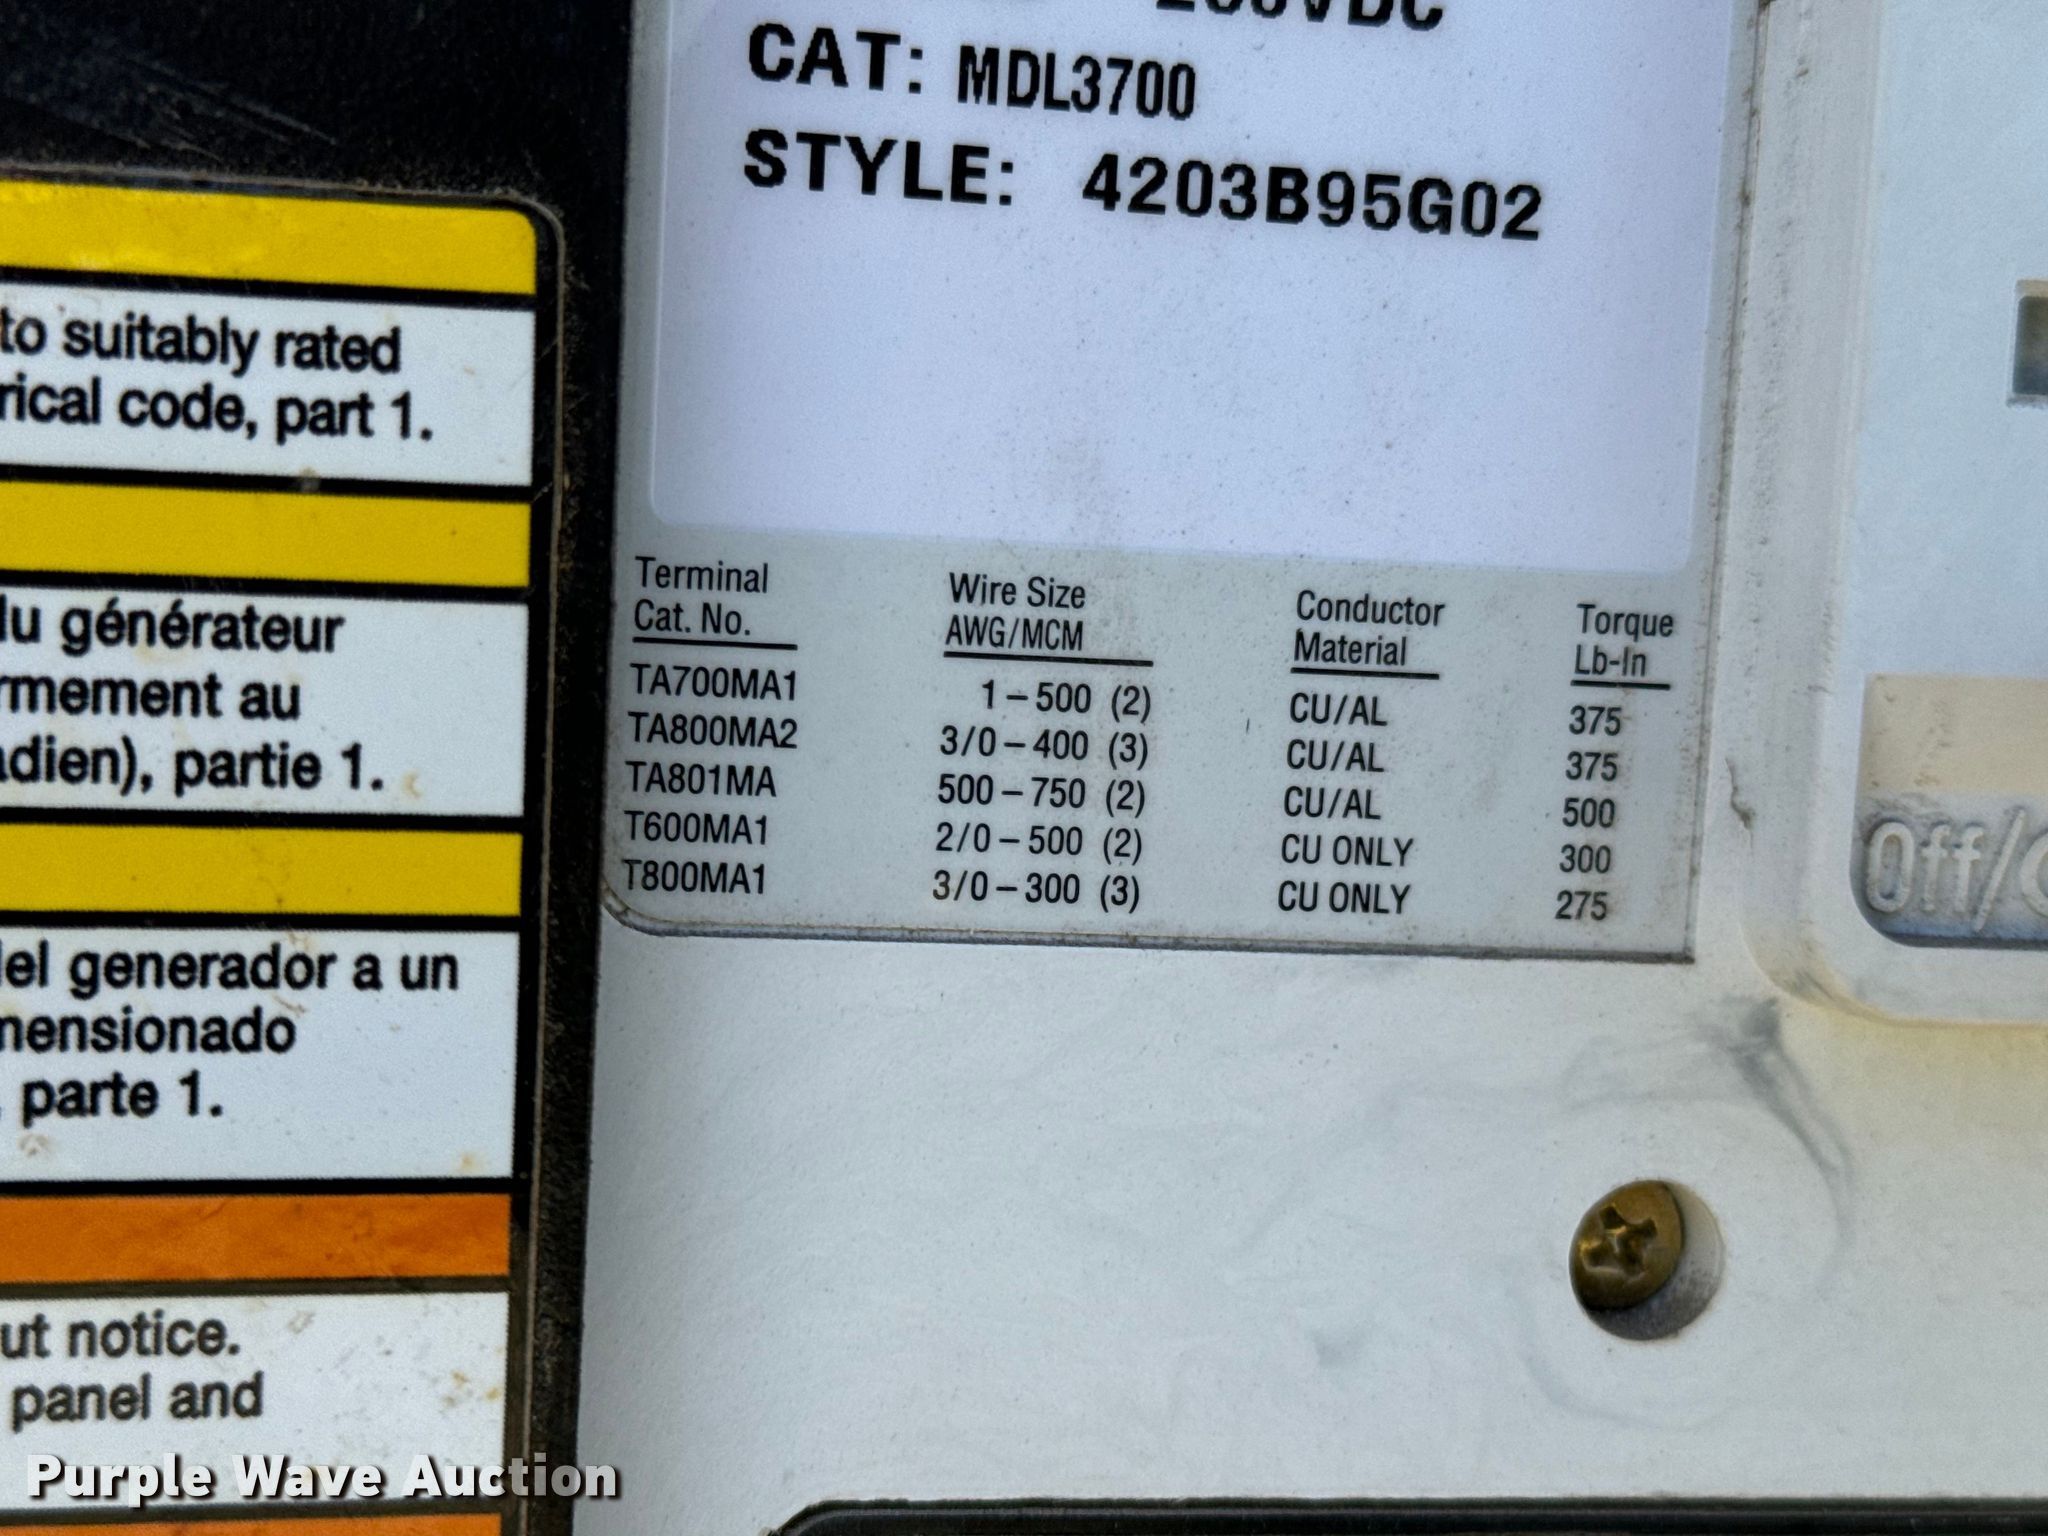 VDC
CAT: MDL3700
STYLE: 4203B95G02
to suitably rated
rical code, part 1.
du générateur
rmement au
adien), partie 1.
del generador a un
mensionado
, parte 1.
ut notice.
panel and
Terminal Cat. No. Wire Size AWG/MCM Conductor Material Torque Lb-In
TA700MA1 1–500 (2) CU/AL 375
TA800MA2 3/0–400 (3) CU/AL 375
TA801MA 500–750 (2) CU/AL 500
T600MA1 2/0–500 (2) CU ONLY 300
T800MA1 3/0–300 (3) CU ONLY 275
Off/
Purple Wave Auction